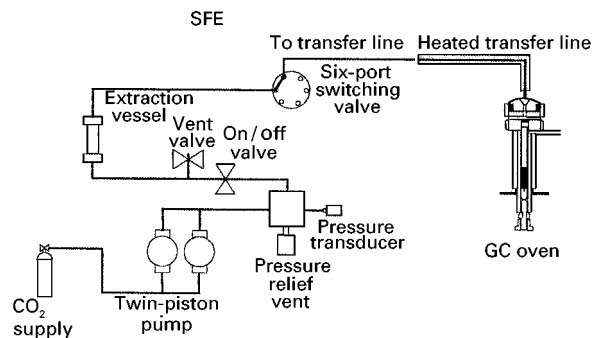 SFE
To transfer line
Heated transfer line
Six-port
switching
valve
Extraction
vessel
Vent
valve
On/off
valve
Pressure
transducer
Pressure
relief
vent
GC oven
Twin-piston
pump
CO₂
supply